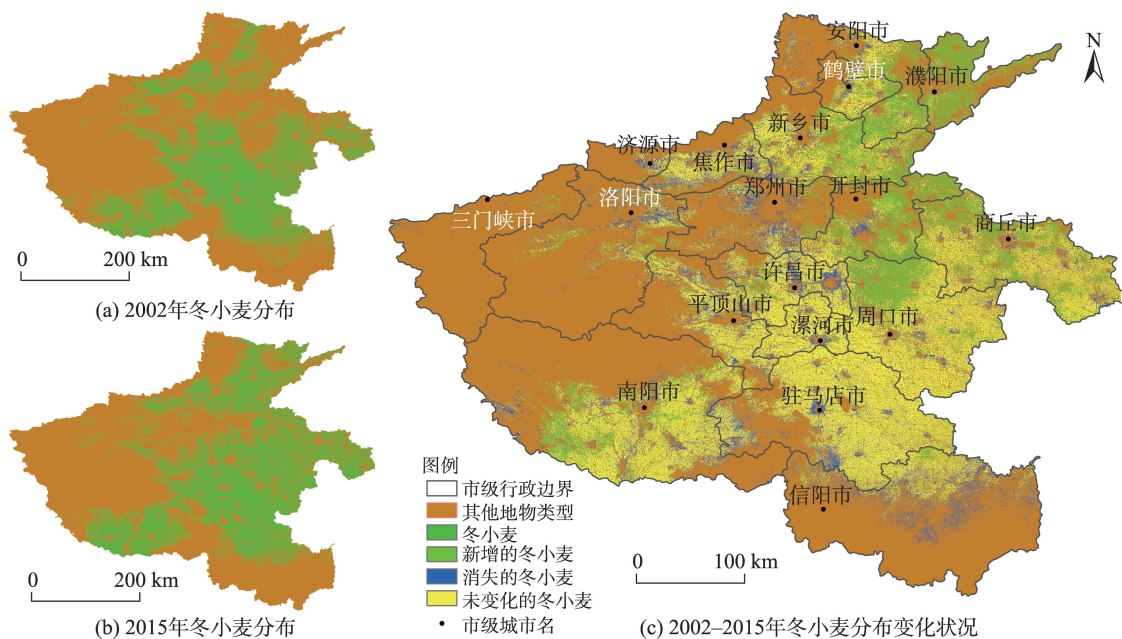 0 200 km
(a) 2002年冬小麦分布
0 200 km
(b) 2015年冬小麦分布
N
安阳市
鹤壁市
濮阳市
新乡市
济源市
焦作市
郑州市
开封市
三门峡市
洛阳市
商丘市
许昌市
平顶山市
漯河市
周口市
南阳市
驻马店市
信阳市
图例
市级行政边界
其他地物类型
冬小麦
新增的冬小麦
消失的冬小麦
未变化的冬小麦
市级城市名
0 100 km
(c) 2002–2015年冬小麦分布变化状况